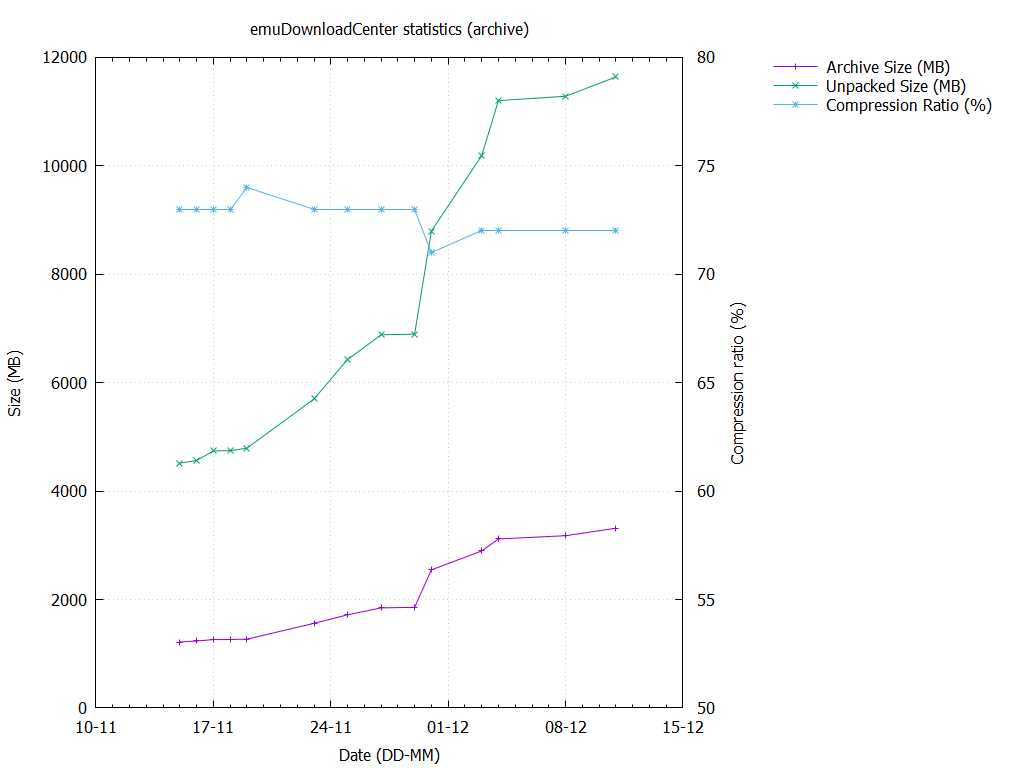 emuDownloadCenter statistics (archive)
Archive Size (MB)
Unpacked Size (MB)
Compression Ratio (%)
12000
10000
8000
6000
4000
2000
0
Size (MB)
80
75
70
65
60
55
50
Compression ratio (%)
10-11 17-11 24-11 01-12 08-12 15-12
Date (DD-MM)